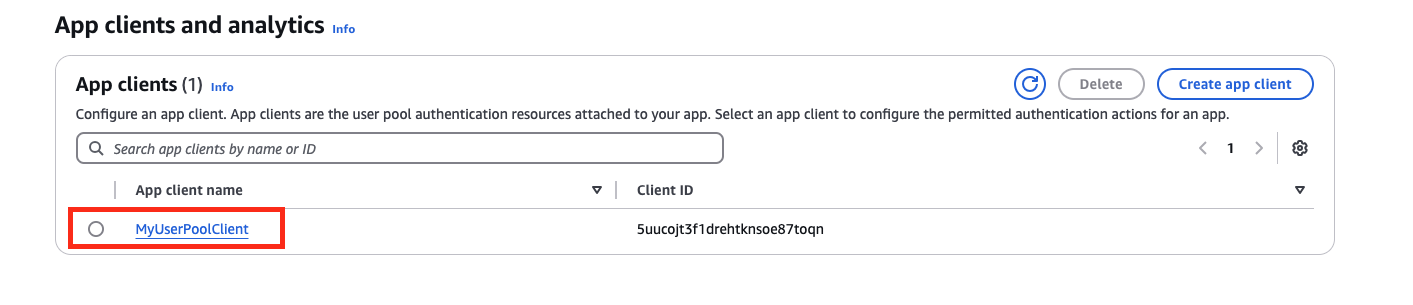 App clients and analytics Info
App clients (1) Info
Delete
Create app client
Configure an app client. App clients are the user pool authentication resources attached to your app. Select an app client to configure the permitted authentication actions for an app.
Search app clients by name or ID
1
App client name
Client ID
MyUserPoolClient
5uucojt3f1drehtknsoe87toqn